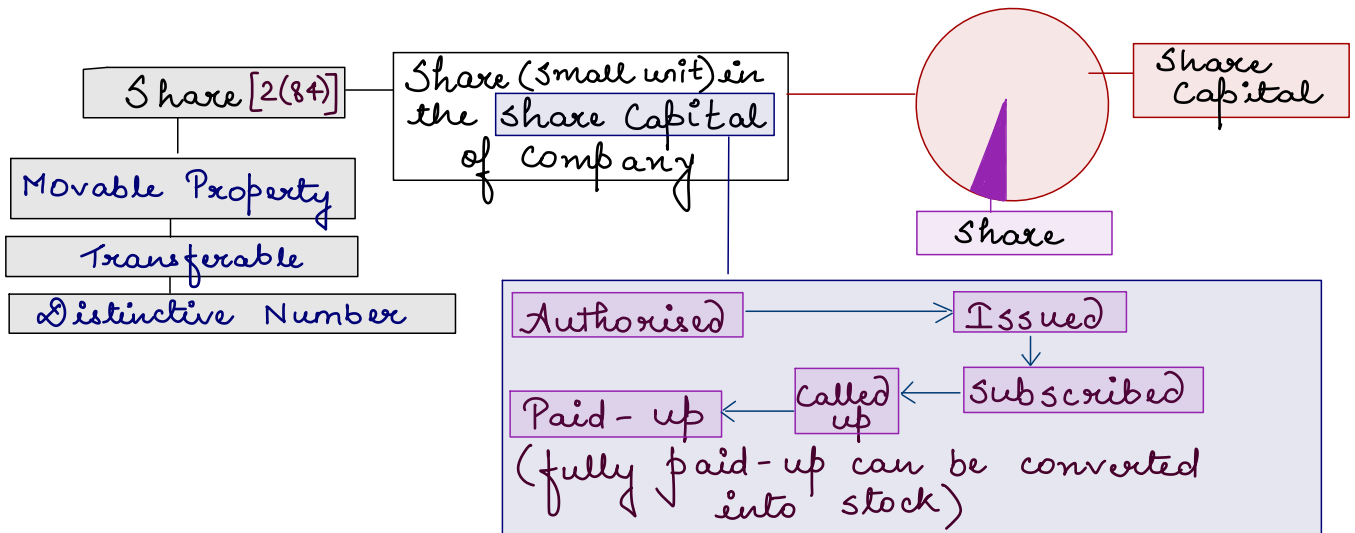 Share [2(84)]
Movable Property
Transferable
Distinctive Number
Share (small unit) in
the share Capital
of company
Share
Capital
Share
Authorised
Issued
Subscribed
Called
up
Paid-up
(fully paid-up can be converted
into stock)